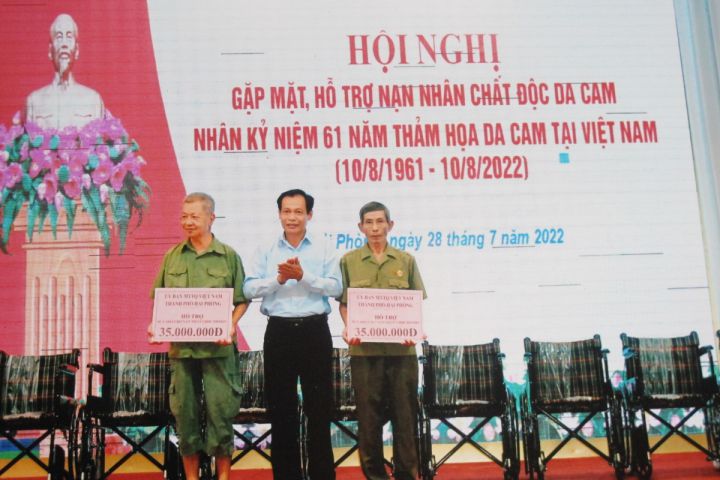 HỘI NGHỊ
GẶP MẶT, HỖ TRỢ NẠN NHÂN CHẤT ĐỘC DA CAM
NHÂN KỶ NIỆM 61 NĂM THẢM HỌA DA CAM TẠI VIỆT NAM
(10/8/1961 - 10/8/2022)
Phòng, ngày 28 tháng 7 năm 2022
ỦY BAN MTTQ VIỆT NAM
THÀNH PHỐ HẢI PHÒNG
HỖ TRỢ
35.000.000Đ
ỦY BAN MTTQ VIỆT NAM
THÀNH PHỐ HẢI PHÒNG
HỖ TRỢ
35.000.000Đ